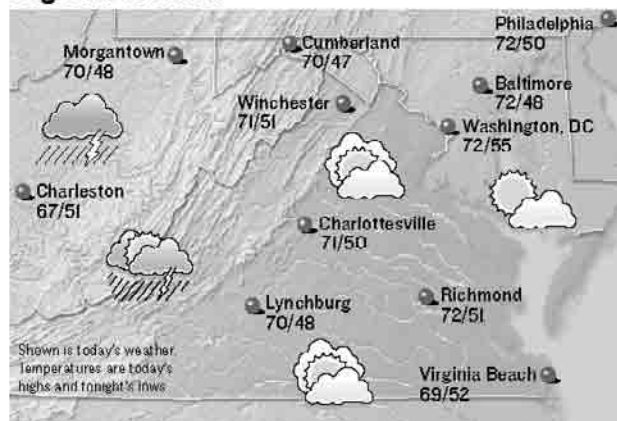 Philadelphia
72/50
Morgantown
70/48
Cumberland
70/47
Baltimore
72/48
Winchester
71/51
Washington, DC
72/55
Charleston
67/51
Charlottesville
71/50
Lynchburg
70/48
Richmond
72/51
Shown is today's weather.
Temperatures are today's
highs and tonight's lows
Virginia Beach
69/52